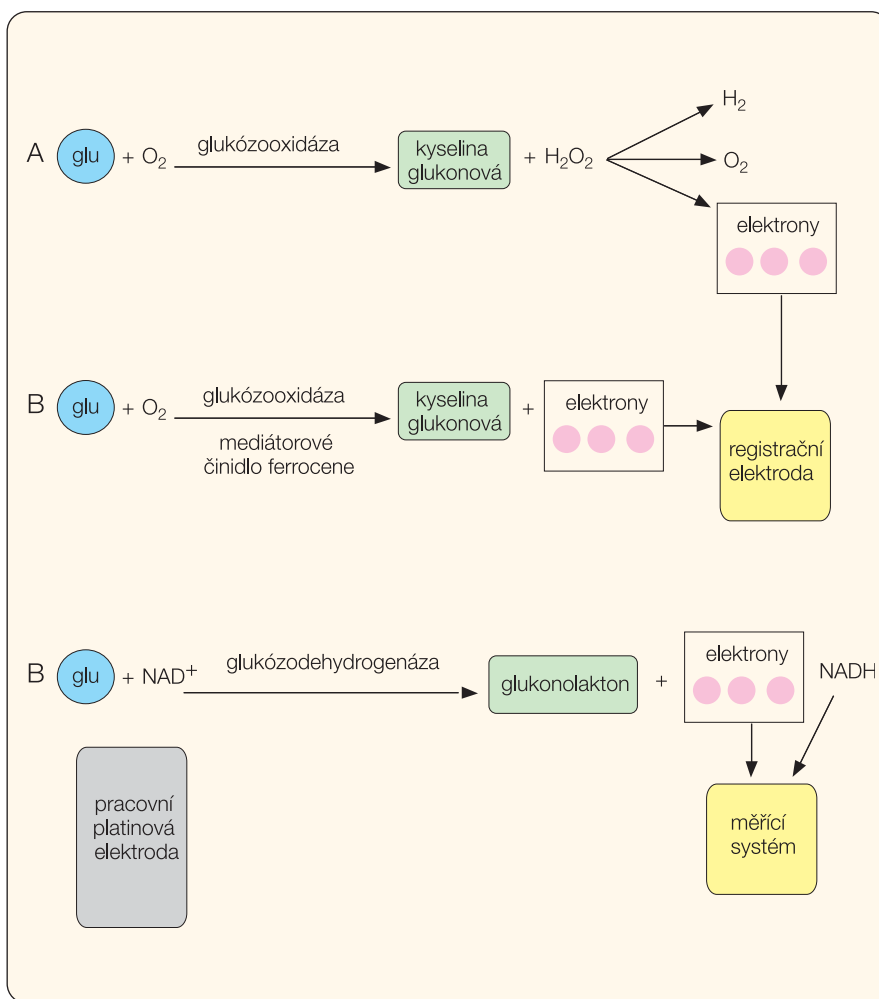 H₂
A glu + O₂ glukózooxidáza kyselina
glukonová + H₂O₂ O₂
elektrony
B glu + O₂ glukózooxidáza
mediátorové
činidlo ferrocene
kyselina
glukonová
+ elektrony
registrační
elektroda
B glu + NAD⁺ glukózodehydrogenáza glukonolakton + elektrony NADH
pracovní
platinová
elektroda
měřící
systém